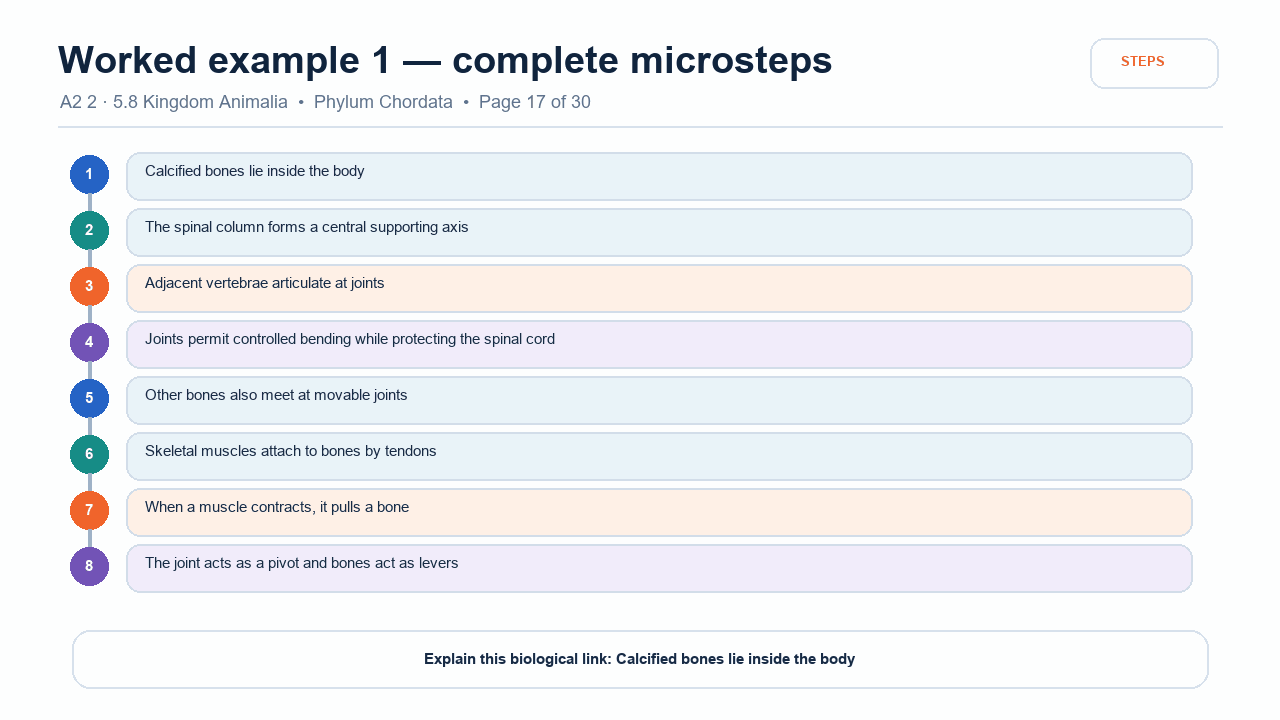 Worked example 1 — complete microsteps
STEPS
A2 2 · 5.8 Kingdom Animalia • Phylum Chordata • Page 17 of 30
1 Calcified bones lie inside the body
2 The spinal column forms a central supporting axis
3 Adjacent vertebrae articulate at joints
4 Joints permit controlled bending while protecting the spinal cord
5 Other bones also meet at movable joints
6 Skeletal muscles attach to bones by tendons
7 When a muscle contracts, it pulls a bone
8 The joint acts as a pivot and bones act as levers
Explain this biological link: Calcified bones lie inside the body